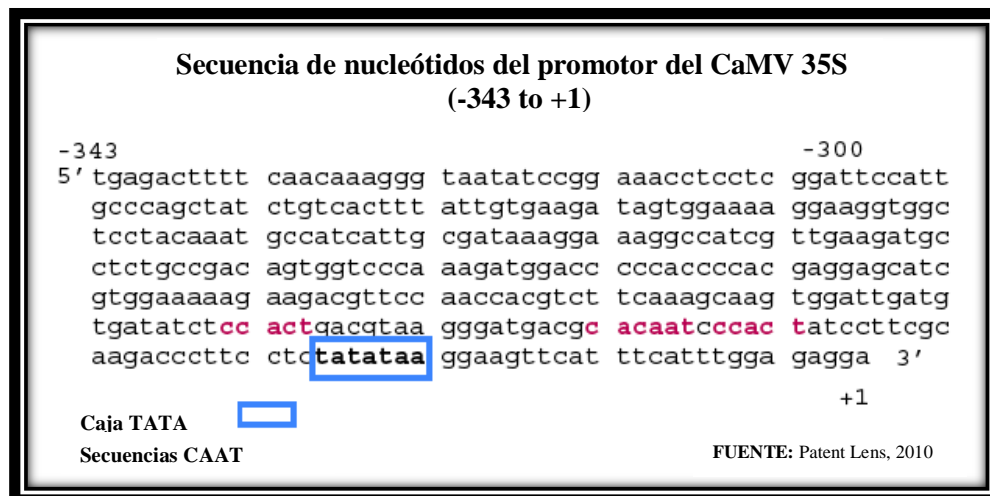 Secuencia de nucleótidos del promotor del CaMV 35S
(-343 to +1)
-343 -300
5' tgagactttt caacaaaggg taatatccgg aaacctcctc ggattccatt
gcccagctat ctgtcacttt attgtgaaga tagtggaaaa ggaaggtggc
tcctacaaat gccatcattg cgataaagga aaggccatcg ttgaagatgc
ctctgccgac agtggtccca aagatggacc cccaccccac gaggagcatc
gtggaaaaag aagacgttcc aaccacgtct tcaaagcaag tggattgatg
tgatatctcc actgacgtaa gggatgacgc acaatcccac tatccttcgc
aagacccttc ctctatataa ggaagttcat ttcatttgga gagga 3'
+1
Caja TATA
Secuencias CAAT
FUENTE: Patent Lens, 2010